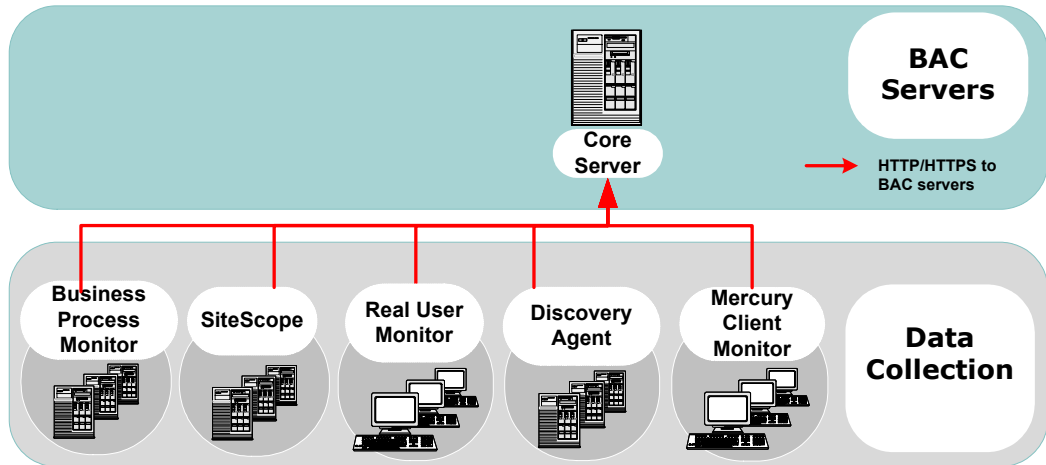 BAC
Servers
Core
Server
HTTP/HTTPS to
BAC servers
Business
Process
Monitor
SiteScope
Real User
Monitor
Discovery
Agent
Mercury
Client
Monitor
Data
Collection